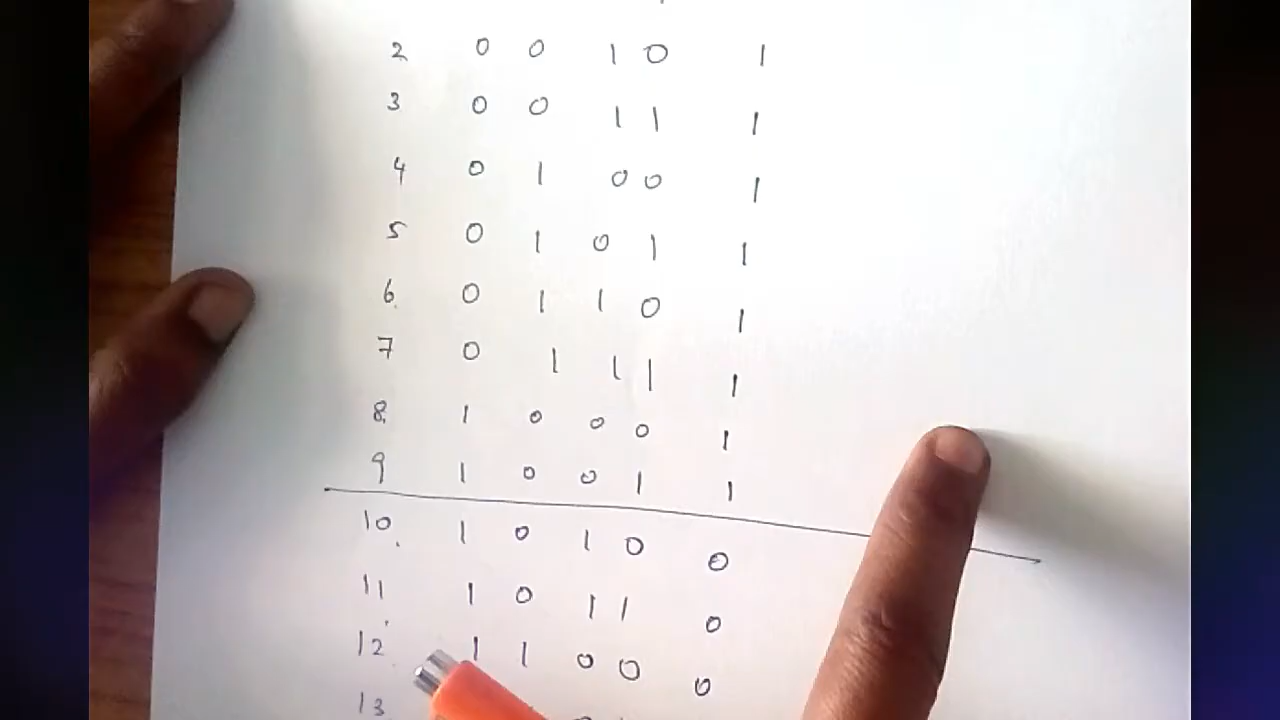 2 0 0 1 0 1
3 0 0 1 1 1
4 0 1 0 0 1
5 0 1 0 1 1
6 0 1 1 0 1
7 0 1 1 1 1
8 1 0 0 0 1
9 1 0 0 1 1
10 1 0 1 0 0
11 1 0 1 1 0
12 1 1 0 0 0
13